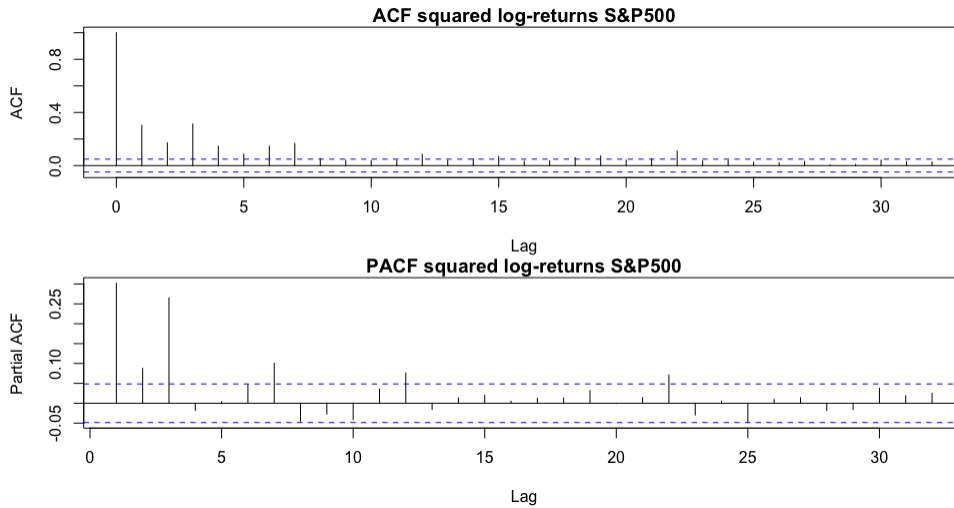 ACF squared log-returns S&P500
ACF
0.0 0.4 0.8
0 5 10 15 20 25 30
Lag
PACF squared log-returns S&P500
Partial ACF
-0.05 0.10 0.25
0 5 10 15 20 25 30
Lag